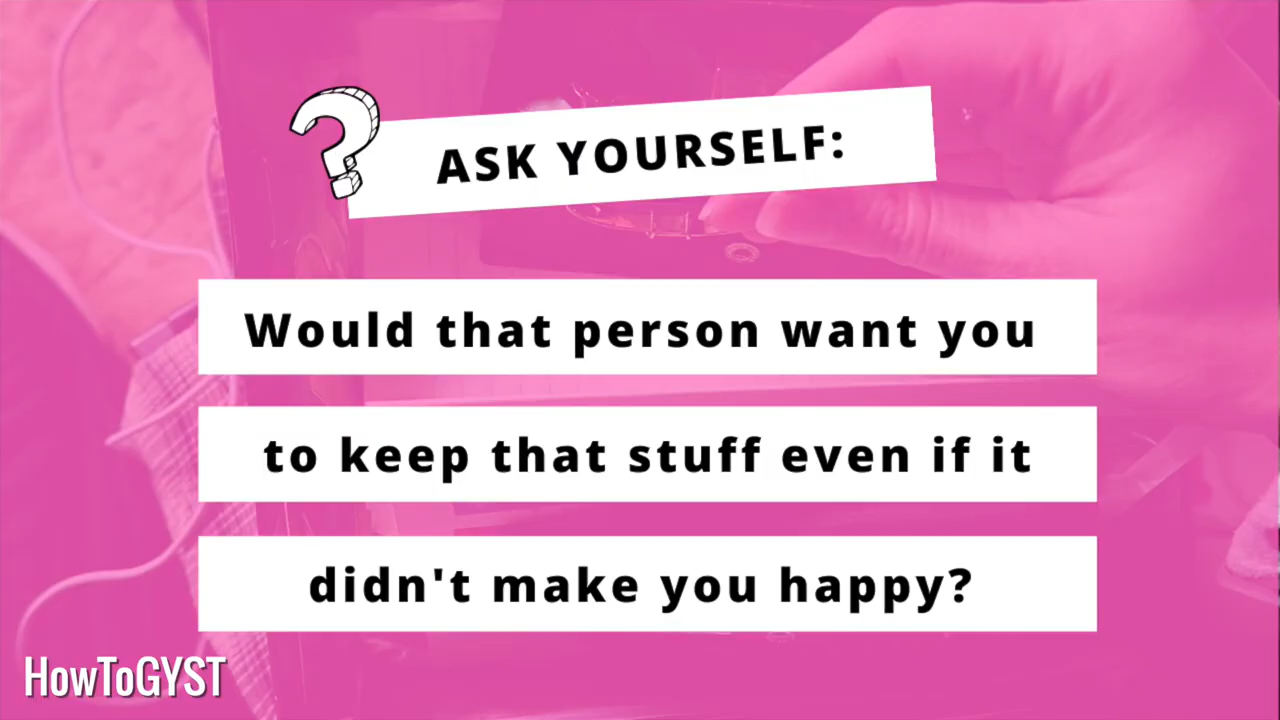 ASK YOURSELF:
Would that person want you
to keep that stuff even if it
didn't make you happy?
HowToGYST